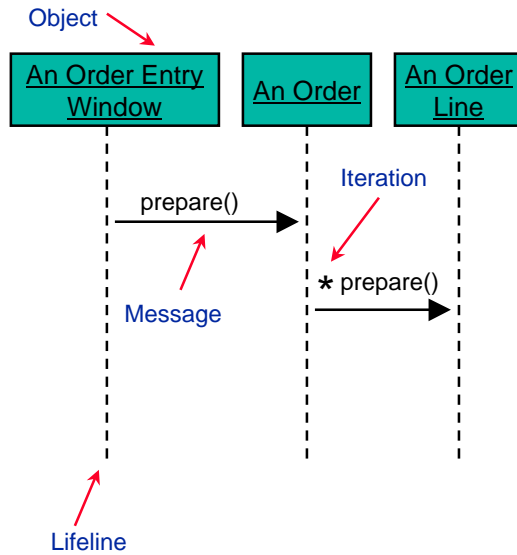 Object
An Order Entry
Window
An Order
An Order
Line
Iteration
prepare()
* prepare()
Message
Lifeline